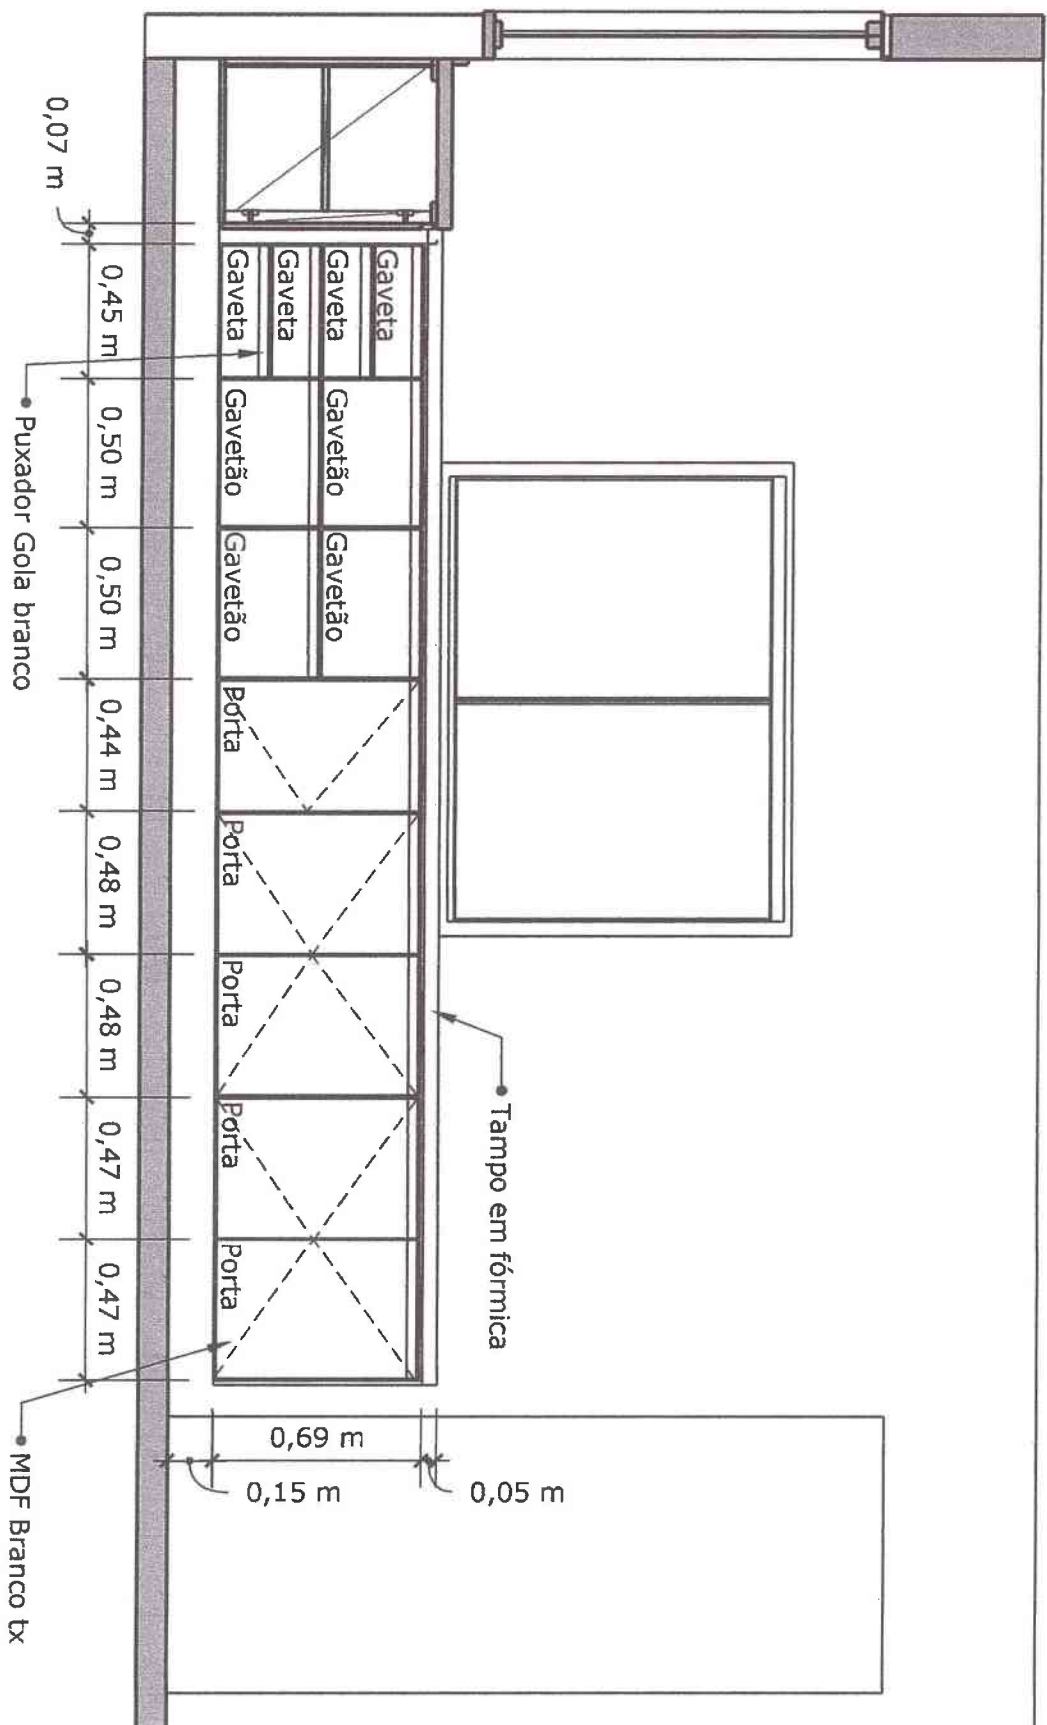 Tampo em fórmica
0,05 m
0,69 m
0,15 m
Gaveta
Gaveta
Gaveta
Gaveta
Gavetão
Gavetão
Gavetão
Gavetão
Porta
Porta
Porta
Porta
Porta
0,07 m
0,45 m
0,50 m
0,50 m
0,44 m
0,48 m
0,48 m
0,47 m
0,47 m
Puxador Gola branco
MDF Branco tx